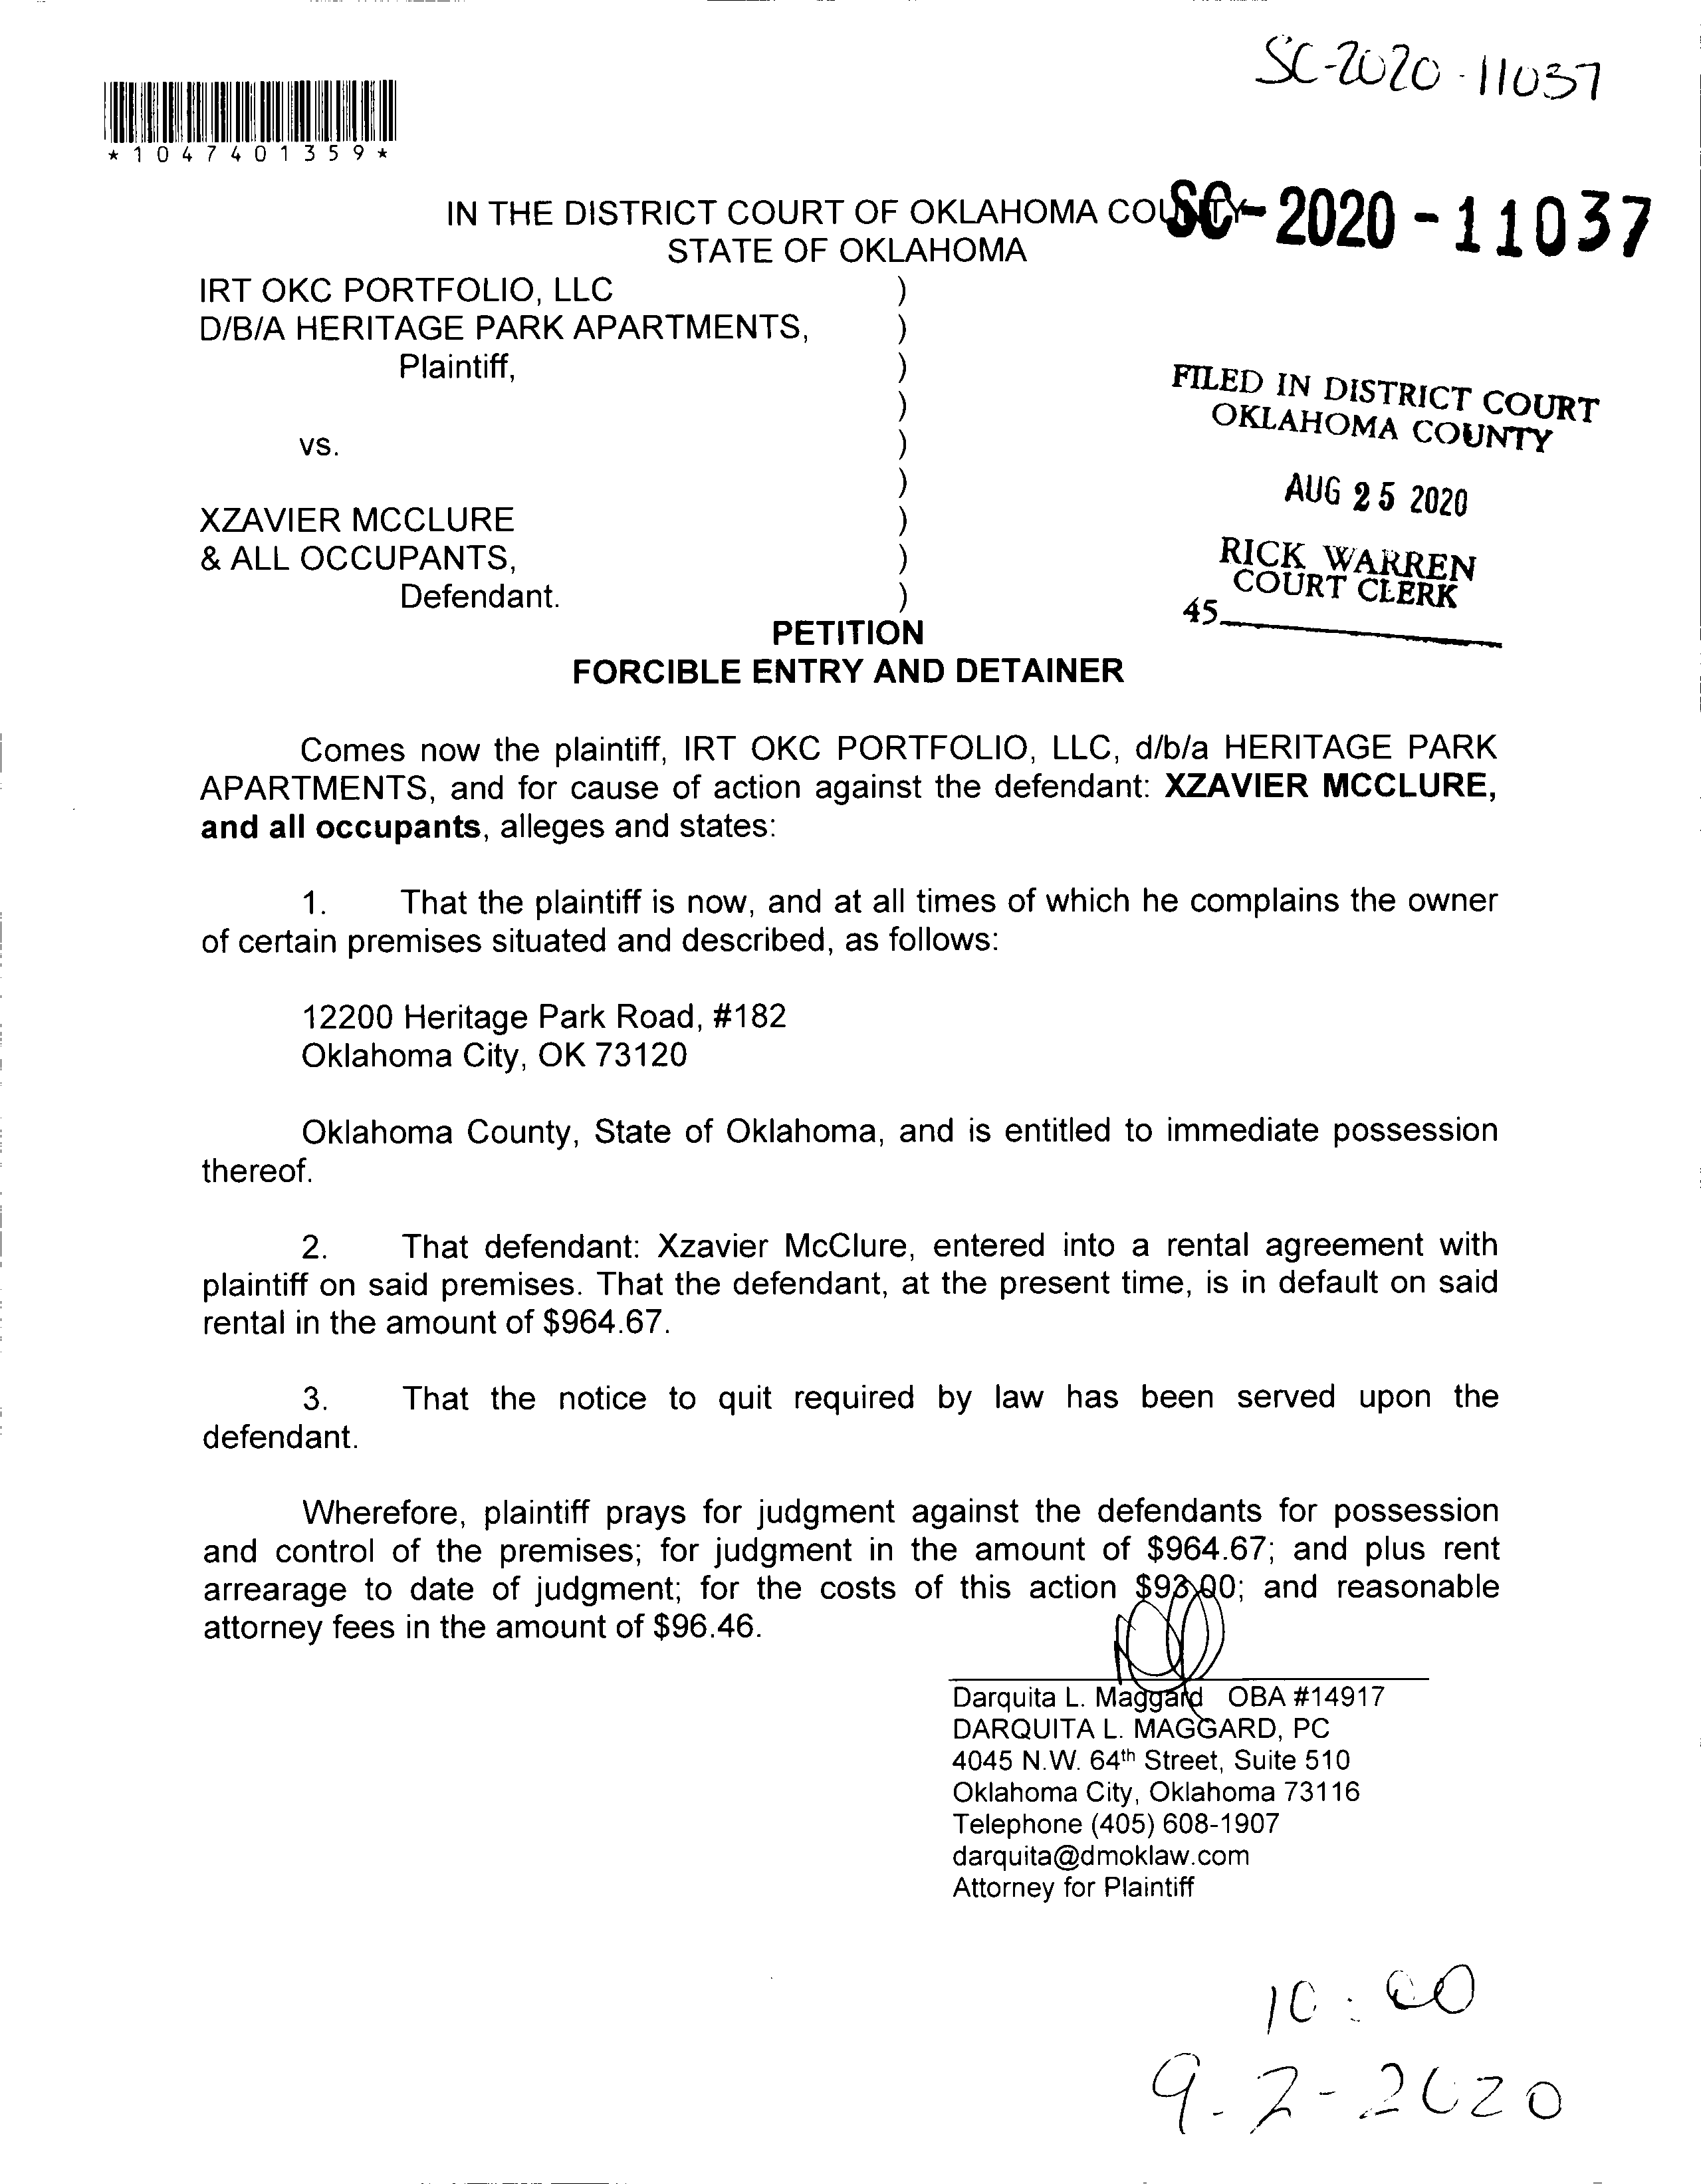 SC-2020-11037
*1047401359*
SC-2020-11037
IN THE DISTRICT COURT OF OKLAHOMA COUNTY
STATE OF OKLAHOMA
IRT OKC PORTFOLIO, LLC )
D/B/A HERITAGE PARK APARTMENTS, )
Plaintiff, )
)
vs. )
)
XZAVIER MCCLURE )
& ALL OCCUPANTS, )
Defendant. )
FILED IN DISTRICT COURT
OKLAHOMA COUNTY
AUG 25 2020
RICK WARREN
COURT CLERK
45
PETITION
FORCIBLE ENTRY AND DETAINER
Comes now the plaintiff, IRT OKC PORTFOLIO, LLC, d/b/a HERITAGE PARK
APARTMENTS, and for cause of action against the defendant: XZAVIER MCCLURE,
and all occupants, alleges and states:
1. That the plaintiff is now, and at all times of which he complains the owner
of certain premises situated and described, as follows:
12200 Heritage Park Road, #182
Oklahoma City, OK 73120
Oklahoma County, State of Oklahoma, and is entitled to immediate possession
thereof.
2. That defendant: Xzavier McClure, entered into a rental agreement with
plaintiff on said premises. That the defendant, at the present time, is in default on said
rental in the amount of $964.67.
3. That the notice to quit required by law has been served upon the
defendant.
Wherefore, plaintiff prays for judgment against the defendants for possession
and control of the premises; for judgment in the amount of $964.67; and plus rent
arrearage to date of judgment; for the costs of this action ; and reasonable
attorney fees in the amount of $96.46.
Darquita L. Maggard OBA #14917
DARQUITA L. MAGGARD, PC
4045 N.W. 64th Street, Suite 510
Oklahoma City, Oklahoma 73116
Telephone (405) 608-1907
darquita@dmoklaw.com
Attorney for Plaintiff
10:00
9-2-2020